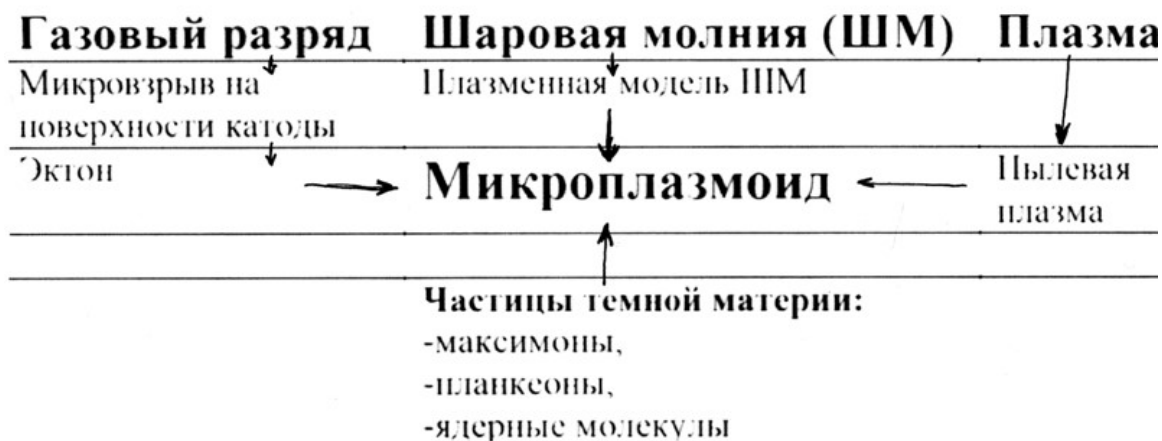 Газовый разряд Шаровая молния (ШМ) Плазма
Микровзрыв на Плазменная модель ШМ
поверхности катоды
Эктон Микроплазмоид Пылевая
плазма
Частицы темной материи:
-максимоны,
-планкеоны,
-ядерные молекулы